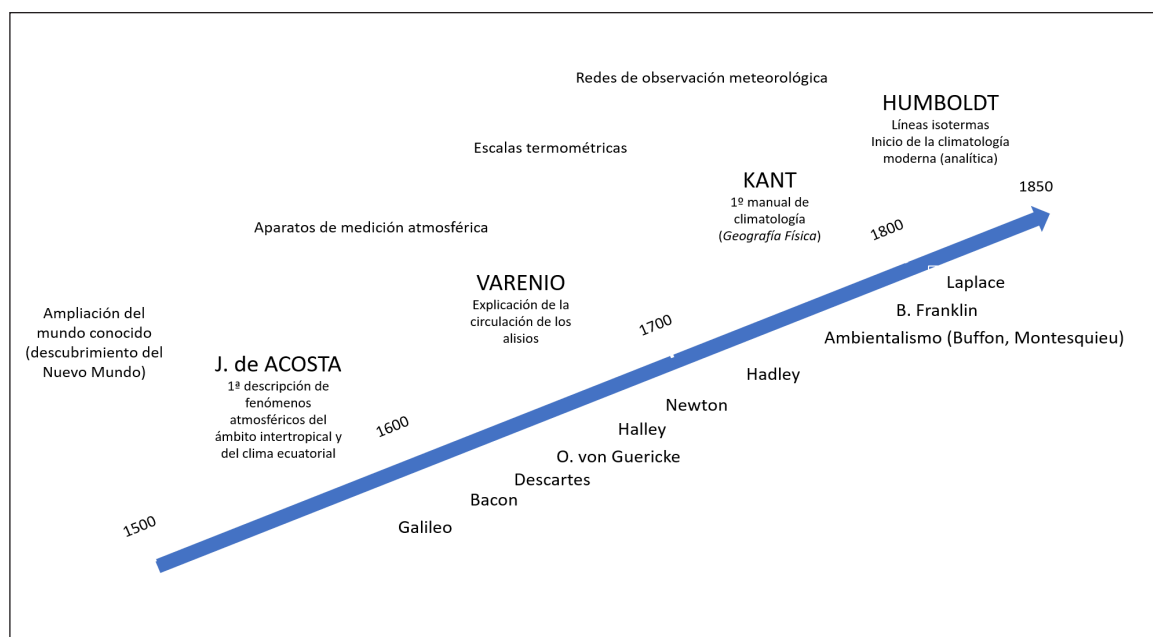 Redes de observación meteorológica
HUMBOLDT
Líneas isotermas
Inicio de la climatología
moderna (analítica)
Escalas termométricas
KANT
1º manual de
climatología
(Geografía Física)
1850
1800
Aparatos de medición atmosférica
VARENIO
Explicación de la
circulación de los
alisios
1700
Ampliación del
mundo conocido
(descubrimiento del
Nuevo Mundo)
J. de ACOSTA
1ª descripción de
fenómenos
atmosféricos del
ámbito intertropical y
del clima ecuatorial
1600
1500
Laplace
B. Franklin
Ambientalismo (Buffon, Montesquieu)
Hadley
Newton
Halley
O. von Guericke
Descartes
Bacon
Galileo